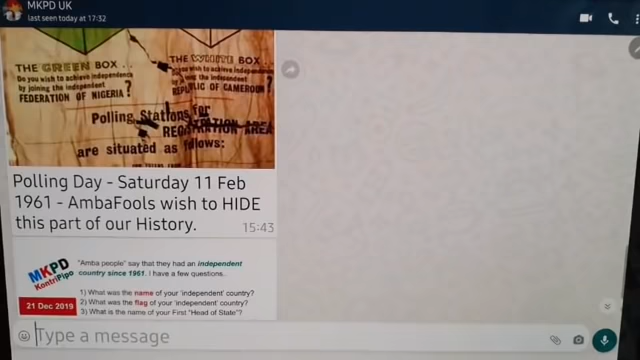 MKPD UK
last seen today at 17:32
THE GREEN BOX ...
Do you wish to achieve independence
by joining the independent
FEDERATION OF NIGERIA ?
THE WHITE BOX ...
you wish to achieve independence
the independent
OF CAMEROUN ?
Polling Stations for
REGISTRATION AREA
are situated as follows:
Polling Day - Saturday 11 Feb
1961 - AmbaFools wish to HIDE
this part of our History.
15:43
MKPD
KontriPipo
21 Dec 2019
"Amba people" say that they had an independent
country since 1961. I have a few questions..
1) What was the name of your 'independent' country?
2) What was the flag of your 'independent' country?
3) What is the name of your First "Head of State"?
Type a message